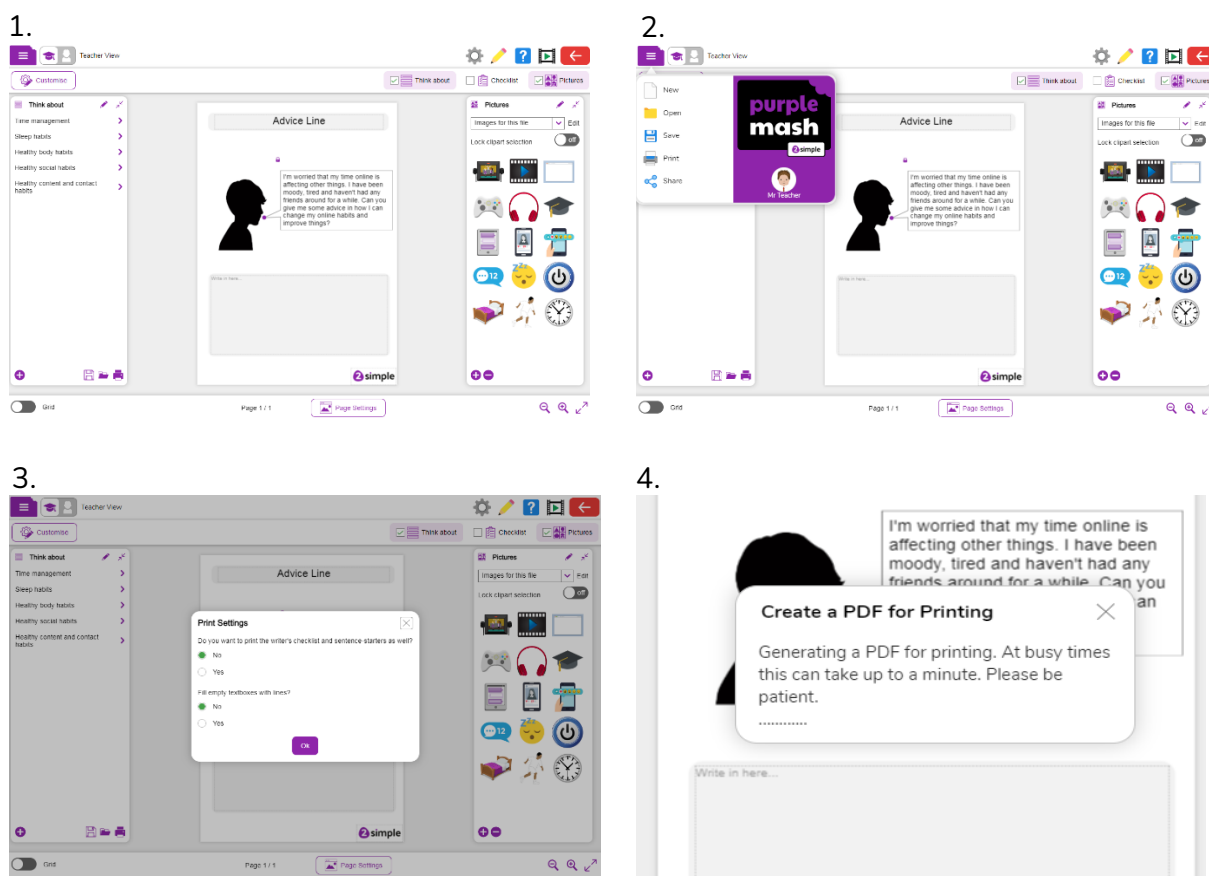 1.
Teacher View
Customise
Think about
Checklist
Pictures
Think about
Time management
Sleep habits
Healthy body habits
Healthy social habits
Healthy content and contact
habits
Advice Line
I'm worried that my time online is
affecting other things. I have been
moody, tired and haven't had any
friends around for a while. Can you
give me some advice in how I can
change my online habits and
improve things?
Write in here...
2simple
Pictures
Images for this file
Edit
Lock clipart selection
off
12
Grid
Page 1 / 1
Page Settings
2.
Teacher View
Think about
Checklist
Pictures
New
Open
Save
Print
Share
purple
mash
2simple
Mr Teacher
Advice Line
I'm worried that my time online is
affecting other things. I have been
moody, tired and haven't had any
friends around for a while. Can you
give me some advice in how I can
change my online habits and
improve things?
Write in here...
2simple
Pictures
Images for this file
Edit
Lock clipart selection
off
12
Grid
Page 1 / 1
Page Settings
3.
Teacher View
Customise
Think about
Checklist
Pictures
Think about
Time management
Sleep habits
Healthy body habits
Healthy social habits
Healthy content and contact
habits
Advice Line
Print Settings
Do you want to print the writer's checklist and sentence starters as well?
No
Yes
Fill empty textboxes with lines?
No
Yes
Ok
2simple
Pictures
Images for this file
Edit
Lock clipart selection
off
12
Grid
Page 1 / 1
Page Settings
4.
I'm worried that my time online is
affecting other things. I have been
moody, tired and haven't had any
friends around for a while. Can you
an
Create a PDF for Printing
Generating a PDF for printing. At busy times
this can take up to a minute. Please be
patient.
............
Write in here...